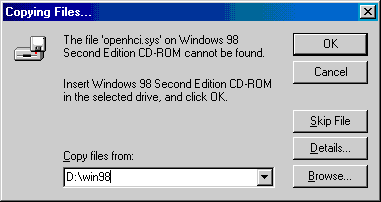 Copying Files...
The file 'openhci.sys' on Windows 98
Second Edition CD-ROM cannot be found.
Insert Windows 98 Second Edition CD-ROM
in the selected drive, and click OK.
OK
Cancel
Skip File
Details...
Browse...
Copy files from:
D:\win98